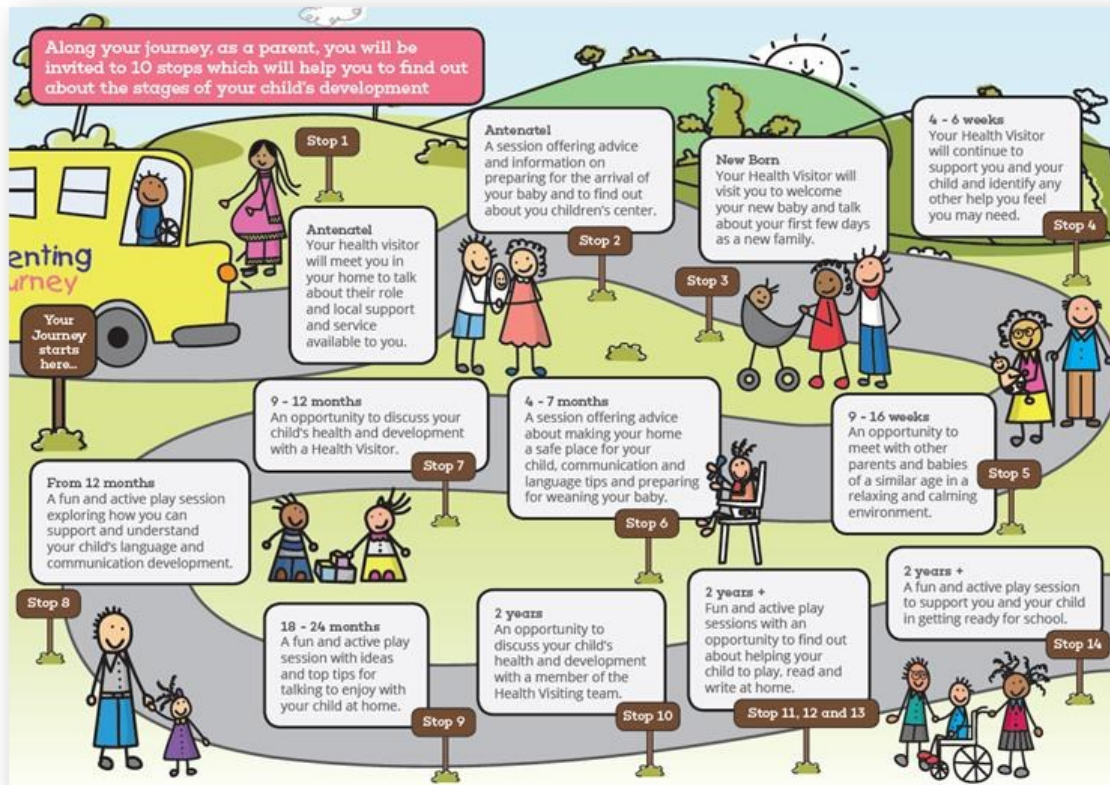 Along your journey, as a parent, you will be
invited to 10 stops which will help you to find out
about the stages of your child's development
enting
urney
Your
Journey
starts
here...
Stop 1
Antenatel
Your health visitor
will meet you in
your home to talk
about their role
and local support
and service
available to you.
Antenatel
A session offering advice
and information on
preparing for the arrival of
your baby and to find out
about you children's center.
Stop 2
New Born
Your Health Visitor will
visit you to welcome
your new baby and talk
about your first few days
as a new family.
Stop 3
4 - 6 weeks
Your Health Visitor
will continue to
support you and your
child and identify any
other help you feel
you may need.
Stop 4
9 - 16 weeks
An opportunity to
meet with other
parents and babies
of a similar age in a
relaxing and calming
environment.
Stop 5
4 - 7 months
A session offering advice
about making your home
a safe place for your
child, communication and
language tips and preparing
for weaning your baby.
Stop 6
9 - 12 months
An opportunity to discuss your
child's health and development
with a Health Visitor.
Stop 7
From 12 months
A fun and active play session
exploring how you can
support and understand
your child's language and
communication development.
Stop 8
18 - 24 months
A fun and active play
session with ideas
and top tips for
talking to enjoy with
your child at home.
Stop 9
2 years
An opportunity to
discuss your child's
health and development
with a member of the
Health Visiting team.
Stop 10
2 years +
Fun and active play
sessions with an
opportunity to find out
about helping your
child to play, read and
write at home.
Stop 11, 12 and 13
2 years +
A fun and active play session
to support you and your child
in getting ready for school.
Stop 14